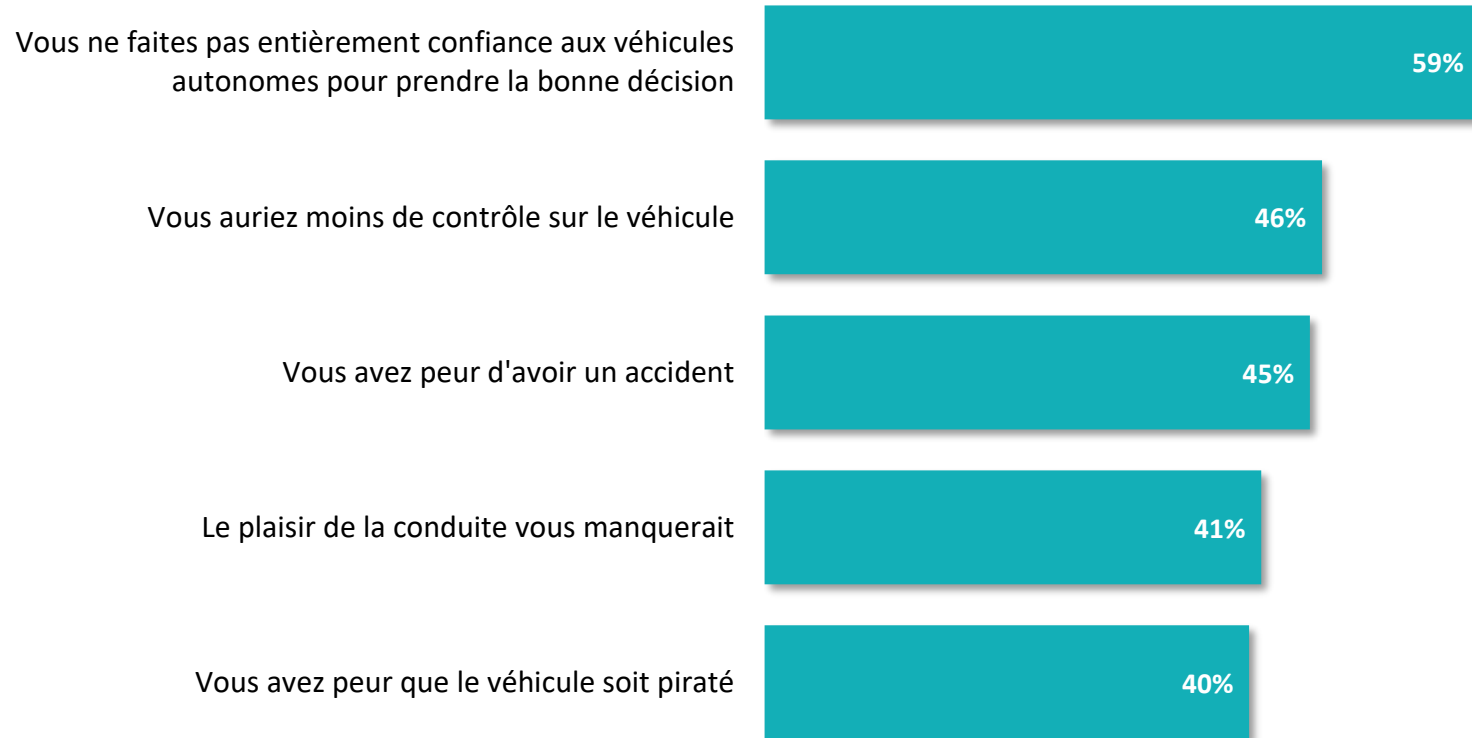 Vous ne faites pas entièrement confiance aux véhicules
autonomes pour prendre la bonne décision
59%
Vous auriez moins de contrôle sur le véhicule
46%
Vous avez peur d'avoir un accident
45%
Le plaisir de la conduite vous manquerait
41%
Vous avez peur que le véhicule soit piraté
40%